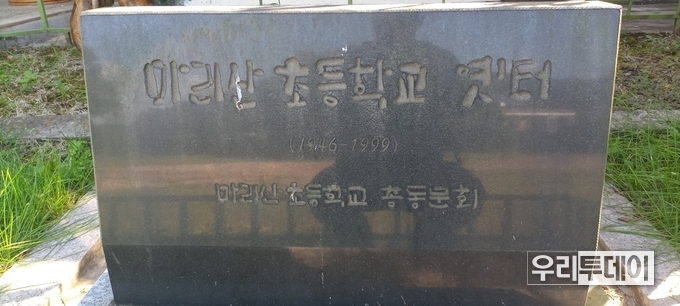 마리산 초등학교 옛터
(1946-1999)
마리산 초등학교 총동문회
우리투데이